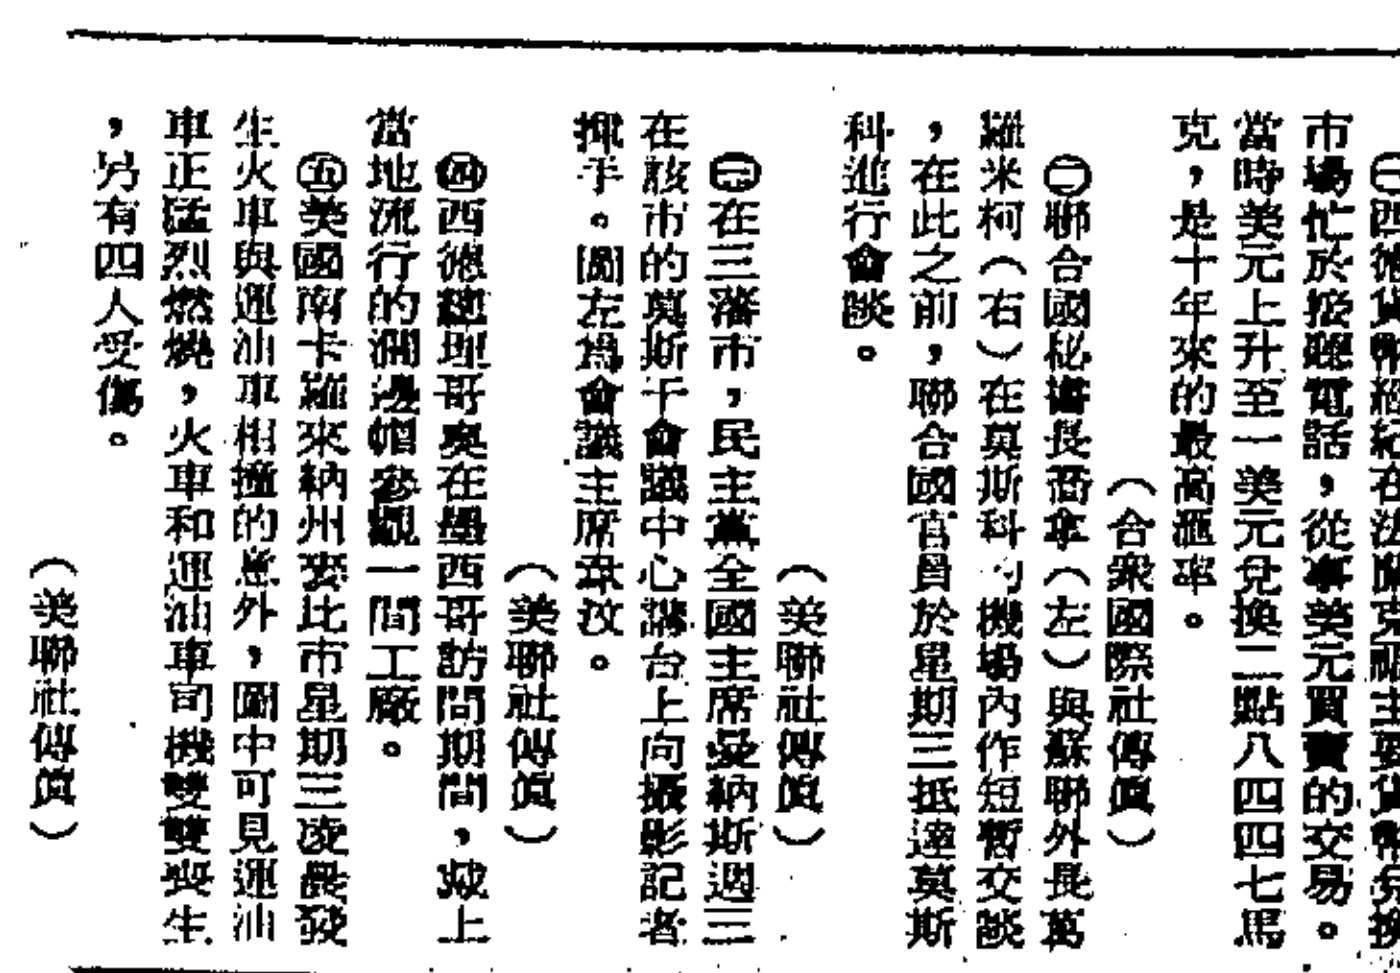 ㊀西德貨幣經紀在法蘭克福主要貨幣兌換
市場忙於接聽電話，從事美元買賣的交易。
當時美元上升至一美元兌換二點八四四七馬
克，是十年來的最高滙率。
（合衆國際社傳眞）
㊁聯合國秘書長喬拿（左）與蘇聯外長萬
羅米柯（右）在莫斯科的機場內作短暫交談
，在此之前，聯合國官員於星期三抵達莫斯
科進行會談。
（美聯社傳眞）
㊂在三藩市，民主黨全國主席曼納斯週三
在該市的莫斯干會議中心講台上向攝影記者
揮手。圖左爲會議主席韋汶。
（美聯社傳眞）
㊃西德總理哥奥在墨西哥訪問期間，戴上
當地流行的濶邊帽參觀一間工廠。
㊄美國南卡羅來納州麥比市星期三凌晨發
生火車與運油車相撞的意外，圖中可見運油
車正猛烈燃燒，火車和運油車司機雙雙喪生
，另有四人受傷。
（美聯社傳眞）